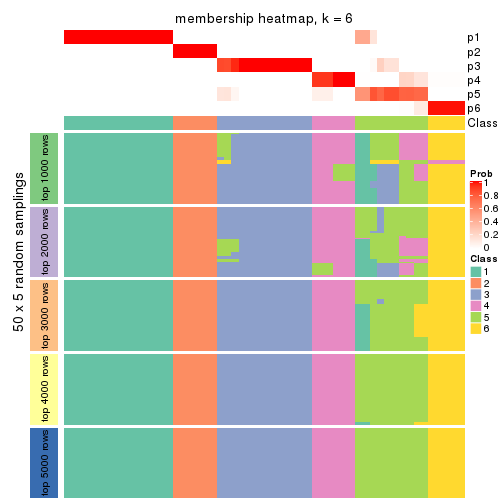 membership heatmap, k = 6
p1
p2
p3
p4
p5
p6
Class
50 x 5 random samplings
top 1000 rows
top 2000 rows
top 3000 rows
top 4000 rows
top 5000 rows
Prob
1
0.8
0.6
0.4
0.2
0
Class
1
2
3
4
5
6